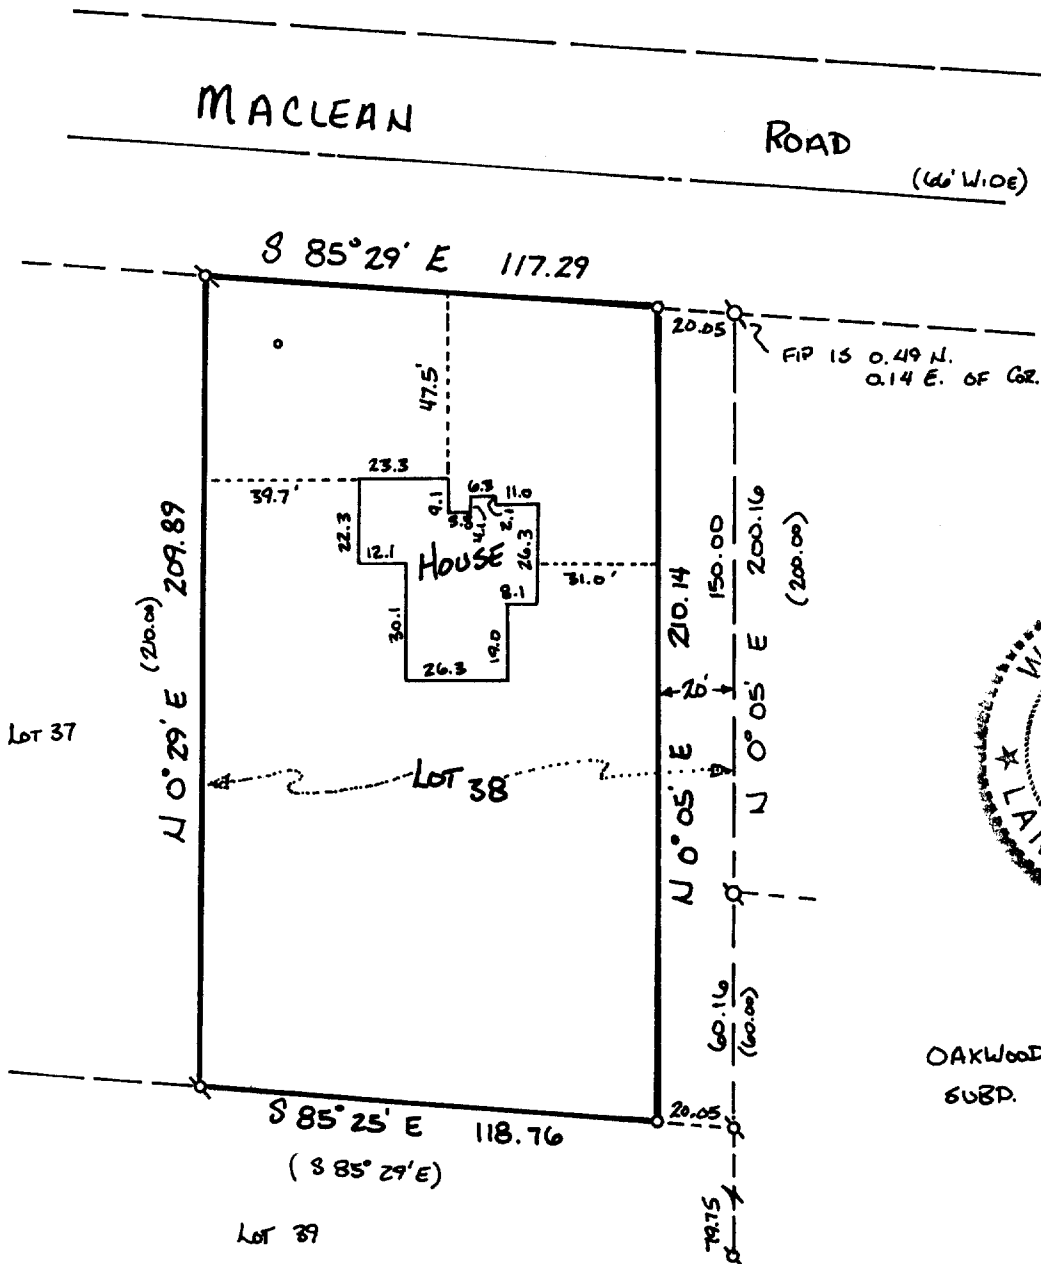 MACLEAN ROAD
(66' WIDE)
S 85°29' E 117.29
20.05
FIP IS 0.49 N.
0.14 E. OF COR.
47.5'
23.3
39.7'
9.1
6.3
11.0
4.1
2.1
22.3
12.1
HOUSE
26.3
31.0'
8.1
30.1
19.0
26.3
N 0°29' E 209.89
(210.00)
N 0°05' E 210.14
150.00
N 0°05' E 200.16
(200.00)
20'
LOT 37
LOT 38
★ LAN
60.16
(60.00)
OAKWOOD
SUBD.
20.05
S 85°25' E 118.76
(S 85°29' E)
LOT 39
79.75